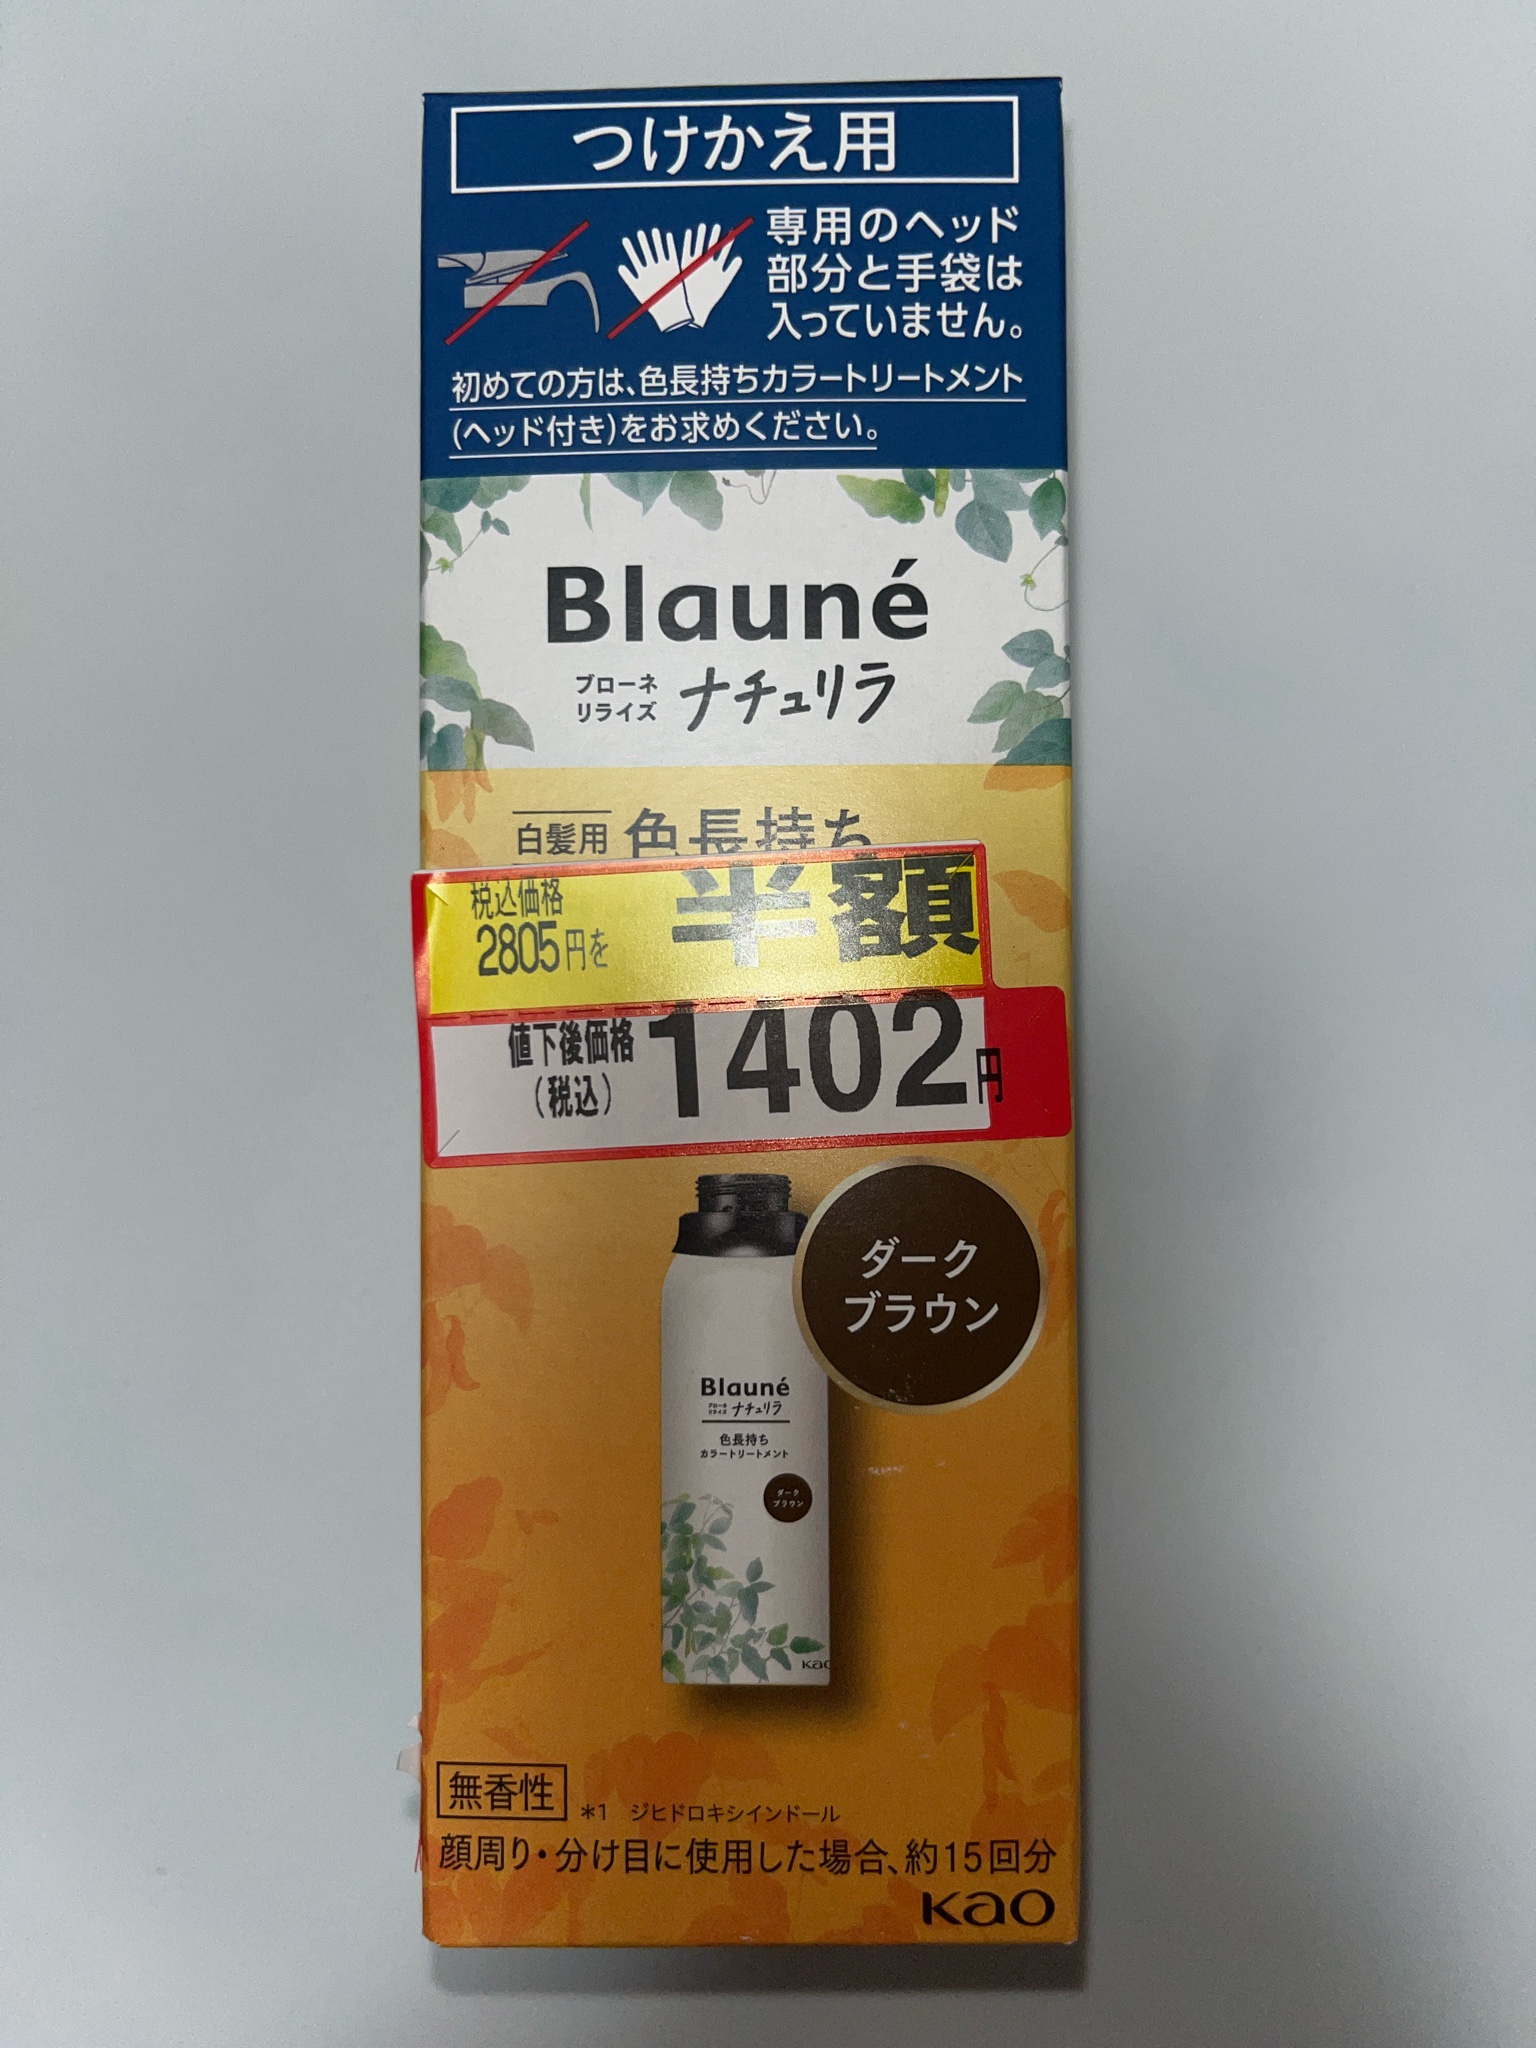 つけかえ用
専用のヘッド
部分と手袋は
入っていません。
初めての方は、色長持ちカラートリートメント
(ヘッド付き)をお求めください。
Blauné
ブローネ
リライズ
ナチュリラ
白髪用 色長持ち
税込価格
2805円を
半額
値下後価格
(税込)
1402円
ダーク
ブラウン
Blauné
ブローネ
リライズ
ナチュリラ
色長持ち
カラートリートメント
ダーク
ブラウン
Kao
無香性
*1 ジヒドロキシインドール
顔周り・分け目に使用した場合、約15回分
Kao